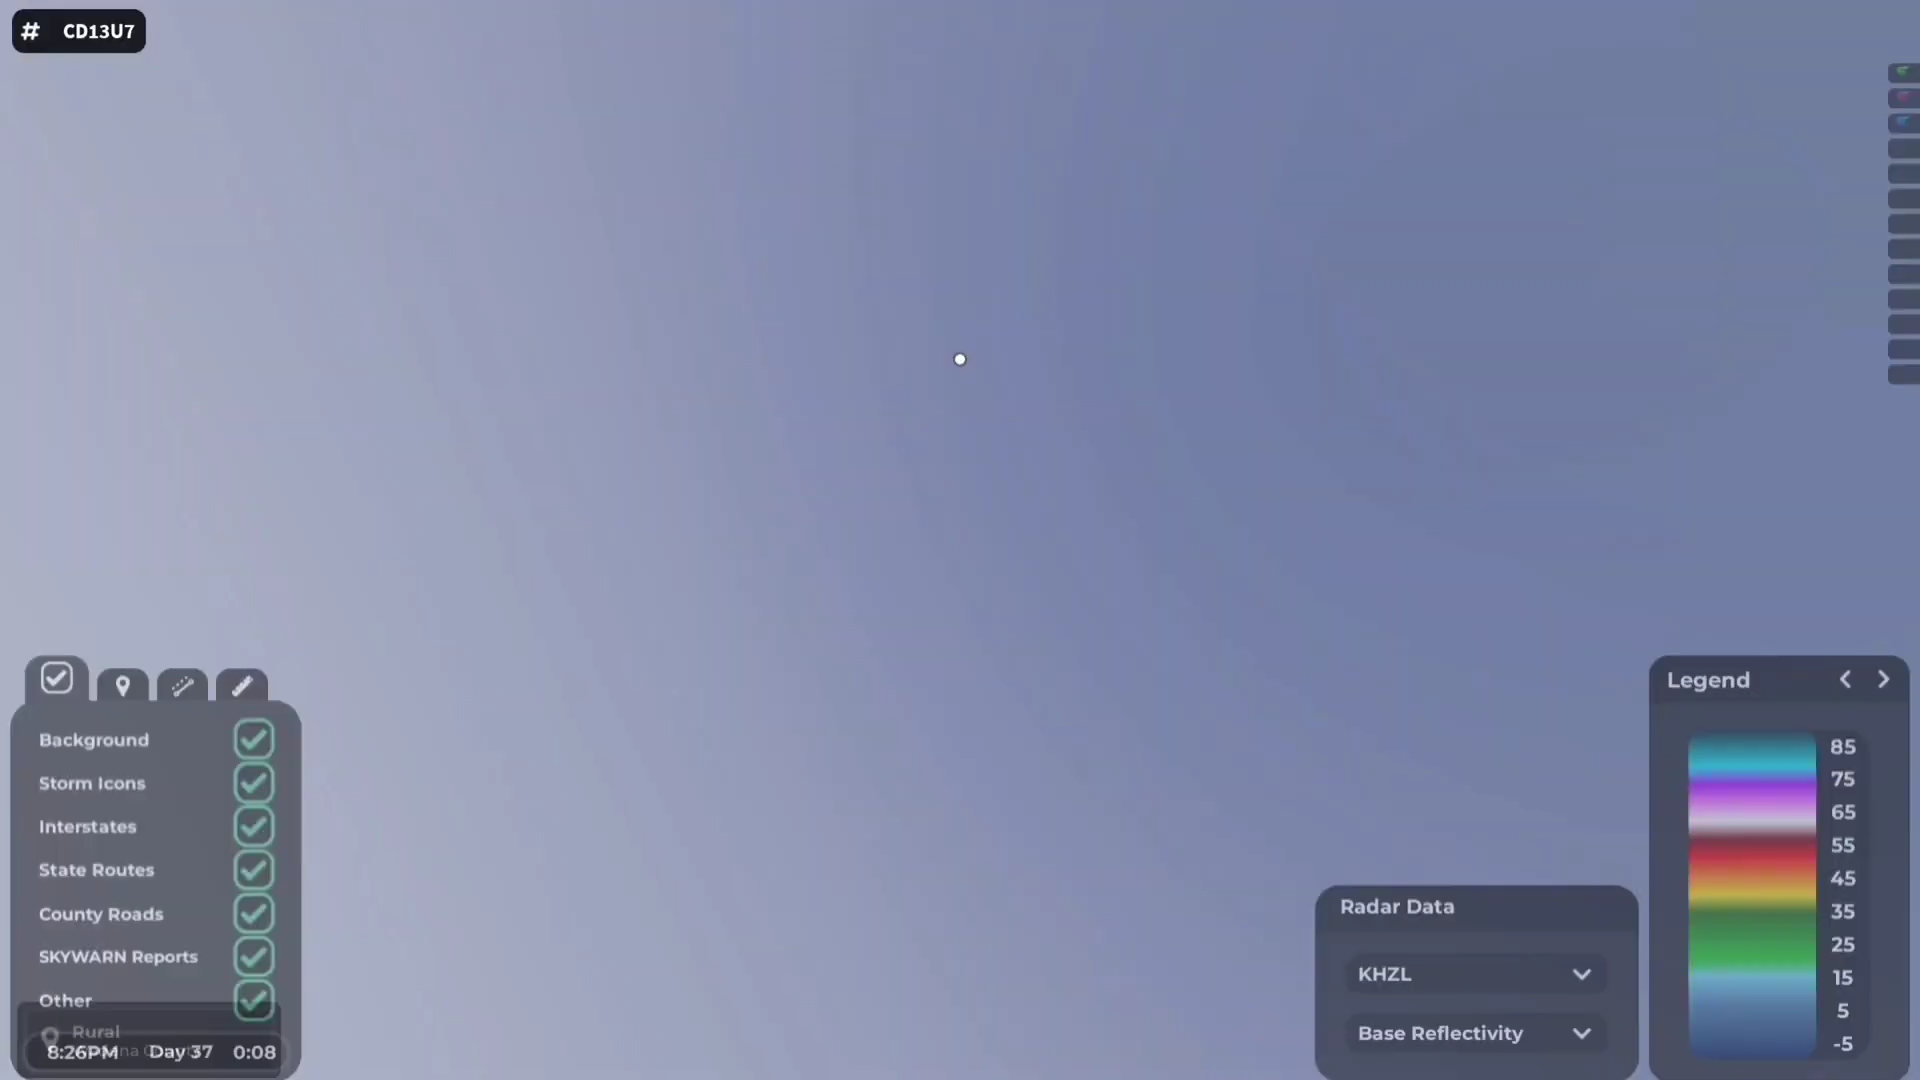 # CD13U7
Background
Storm Icons
Interstates
State Routes
County Roads
SKYWARN Reports
Other
Rural
8:26PM Day 37 0:08
Radar Data
KHZL
Base Reflectivity
Legend
85
75
65
55
45
35
25
15
5
-5